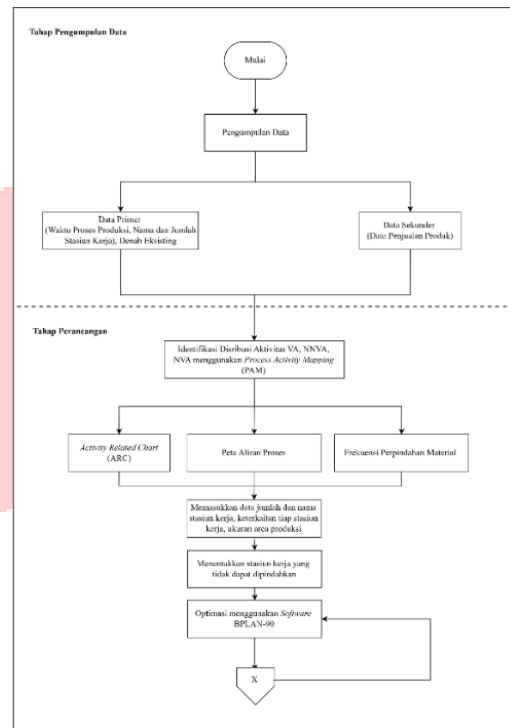 Tahap Pengumpulan Data
Mulai
Pengumpulan Data
Data Primer
(Waktu Proses Produksi, Nama dan Jumlah
Stasiun Kerja), Denah Eksisting
Data Sekunder
(Data Penjualan Produk)
Tahap Perancangan
Identifikasi Disribusi Aktivitas VA, NNVA,
NVA menggunakan Process Activity Mapping
(PAM)
Activity Related Chart
(ARC)
Peta Aliran Proses
Frekuensi Perpindahan Material
Memasukkan data jumlah dan nama
stasiun kerja, keterkaitan tiap stasiun
kerja, ukuran area produksi
Menentukkan stasiun kerja yang
tidak dapat dipindahkan
Optimasi menggunakan Software
BPLAN-90
X